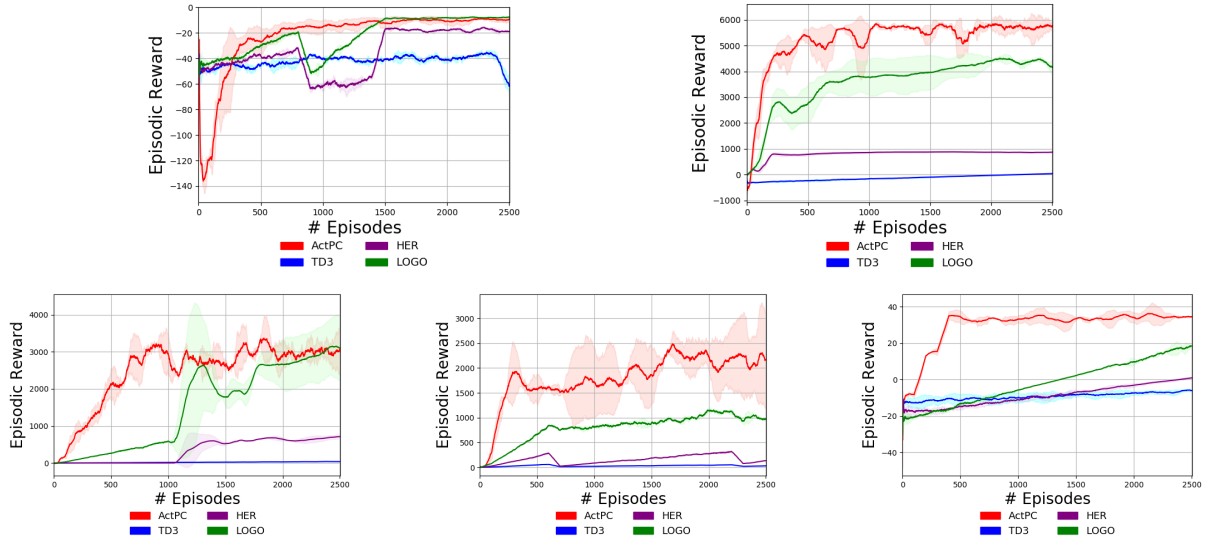 0
−20
−40
−60
−80
−100
−120
−140
Episodic Reward
0 500 1000 1500 2000 2500
# Episodes
ActPC HER
TD3 LOGO
6000
5000
4000
3000
2000
1000
0
−1000
Episodic Reward
0 500 1000 1500 2000 2500
# Episodes
ActPC HER
TD3 LOGO
4000
3000
2000
1000
0
Episodic Reward
0 500 1000 1500 2000 2500
# Episodes
ActPC HER
TD3 LOGO
3000
2500
2000
1500
1000
500
0
Episodic Reward
0 500 1000 1500 2000 2500
# Episodes
ActPC HER
TD3 LOGO
40
20
0
−20
−40
Episodic Reward
0 500 1000 1500 2000 2500
# Episodes
ActPC HER
TD3 LOGO